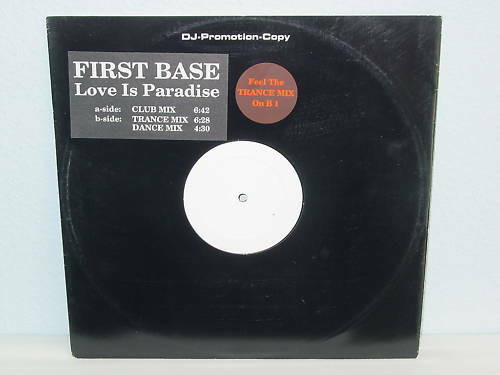 DJ-Promotion-Copy
FIRST BASE
Love Is Paradise
a-side: CLUB MIX 6:42
b-side: TRANCE MIX 6:28
DANCE MIX 4:30
Feel The
TRANCE MIX
On B 1